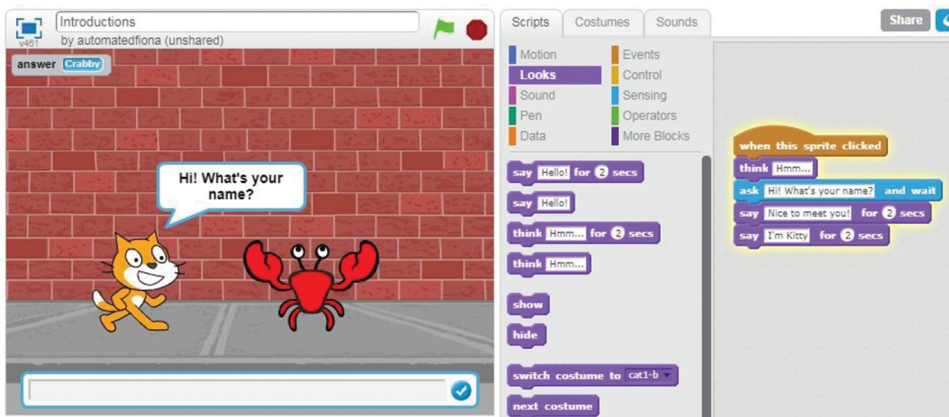 Introductions
by automatedfiona (unshared)
v461
answer Crabby
Hi! What's your
name?
Scripts
Costumes
Sounds
Share
Motion
Looks
Sound
Pen
Data
Events
Control
Sensing
Operators
More Blocks
say Hello! for 2 secs
say Hello!
think Hmm... for 2 secs
think Hmm...
show
hide
switch costume to cat1-b
next costume
when this sprite clicked
think Hmm...
ask Hi! What's your name? and wait
say Nice to meet you! for 2 secs
say I'm Kitty for 2 secs